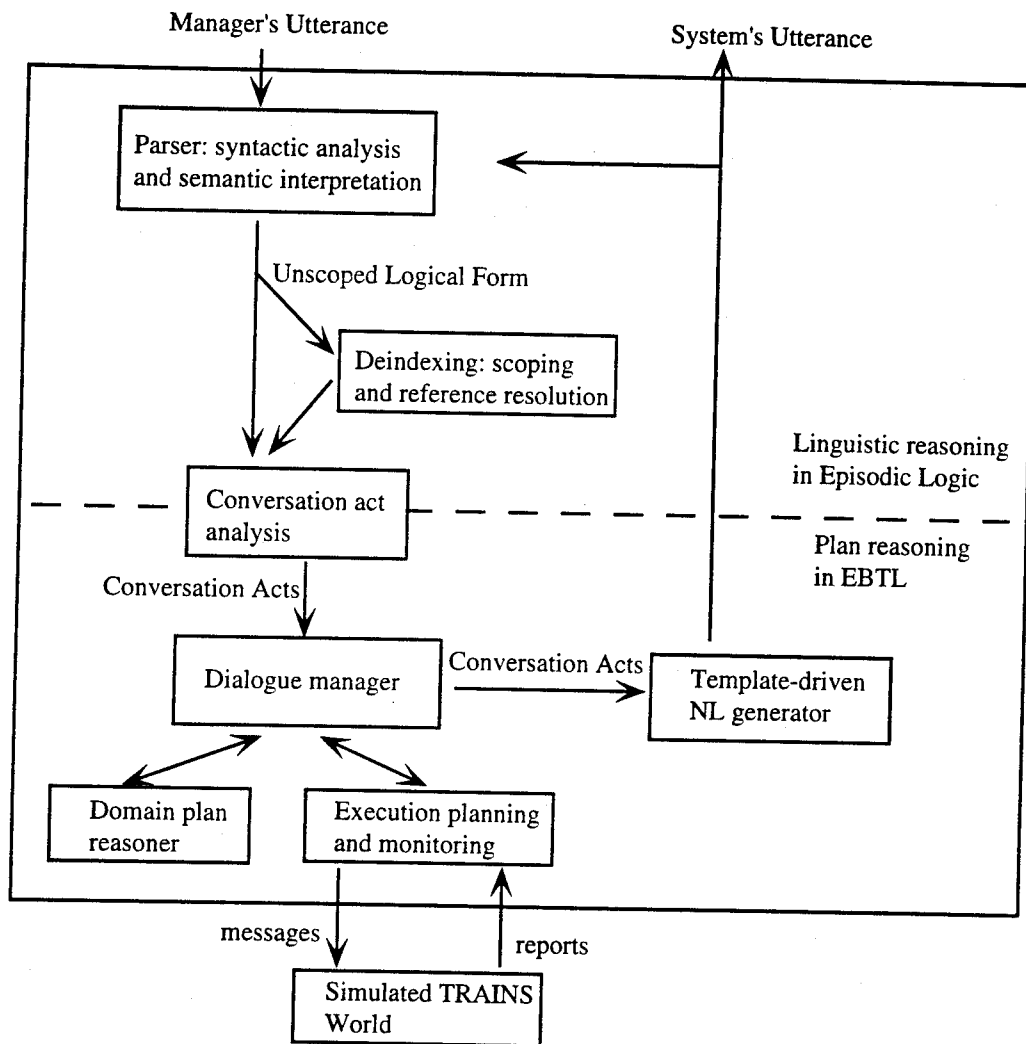 Manager's Utterance
System's Utterance
Parser: syntactic analysis
and semantic interpretation
Unscoped Logical Form
Deindexing: scoping
and reference resolution
Linguistic reasoning
in Episodic Logic
Conversation act
analysis
Plan reasoning
in EBTL
Conversation Acts
Dialogue manager
Conversation Acts
Template-driven
NL generator
Domain plan
reasoner
Execution planning
and monitoring
messages
reports
Simulated TRAINS
World